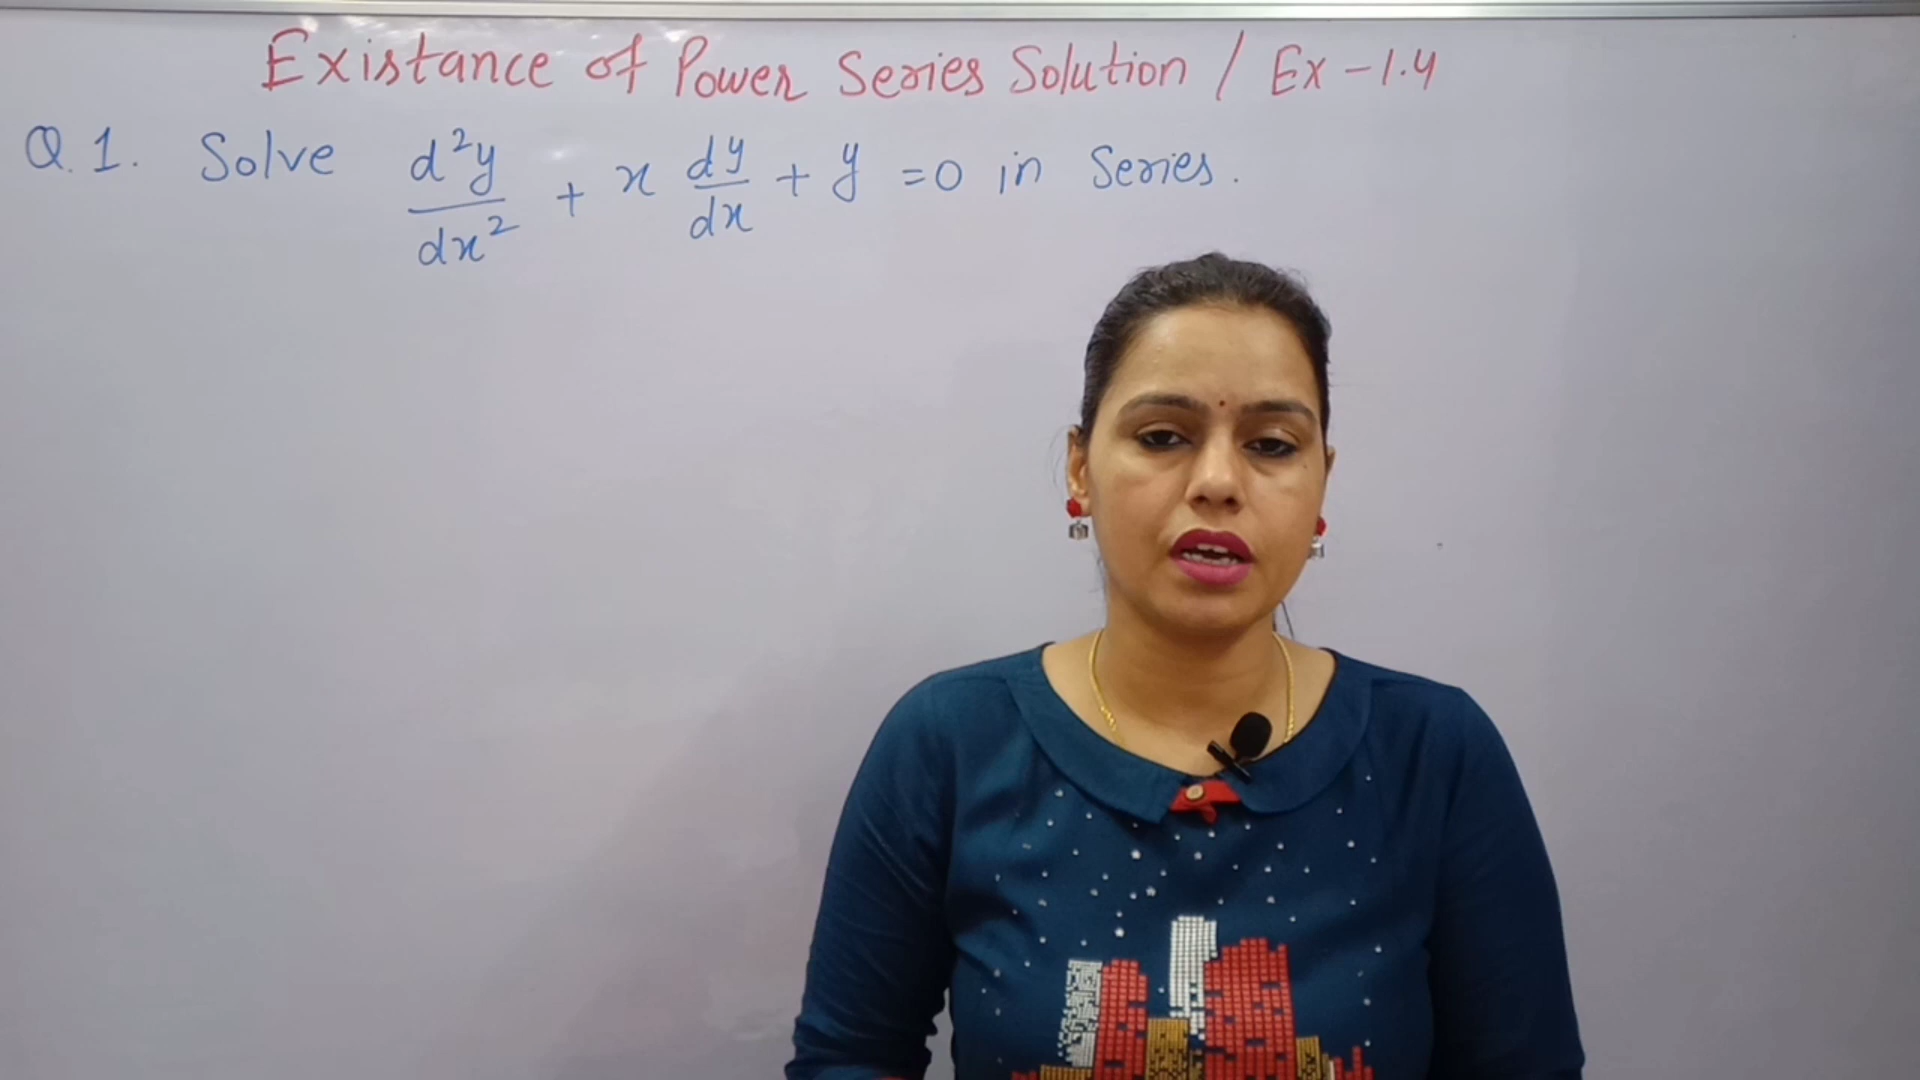 Existance of Power Series Solution / Ex-1.4
Q.1. Solve d²y/dx² + x dy/dx + y = 0 in Series.